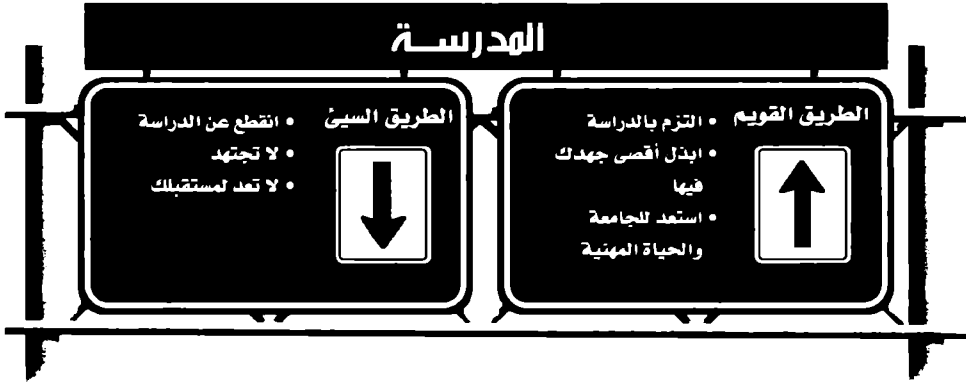 المدرســة
الطريق القويم
• التزم بالدراسة
• ابذل أقصى جهدك
فيها
• استعد للجامعة
والحياة المهنية
الطريق السيئ
• انقطع عن الدراسة
• لا تجتهد
• لا تعد لمستقبلك